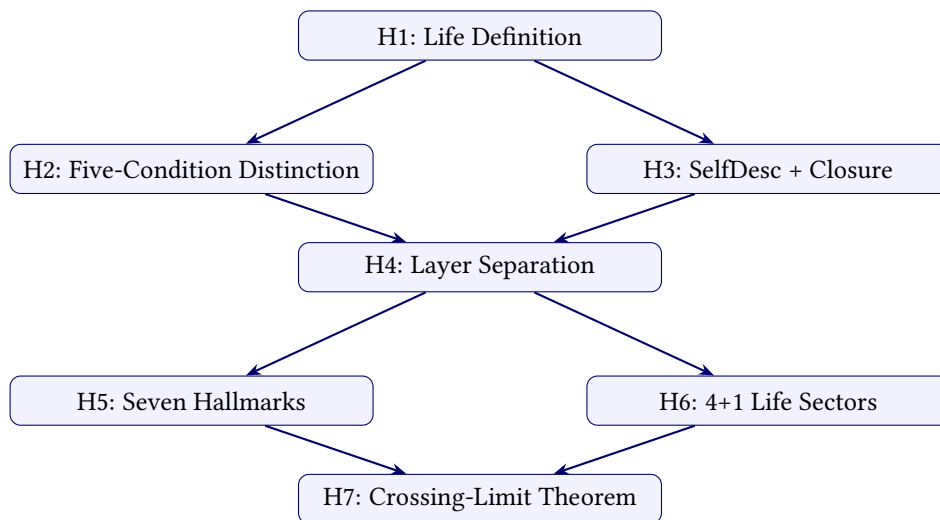 H1: Life Definition
H2: Five-Condition Distinction
H3: SelfDesc + Closure
H4: Layer Separation
H5: Seven Hallmarks
H6: 4+1 Life Sectors
H7: Crossing-Limit Theorem